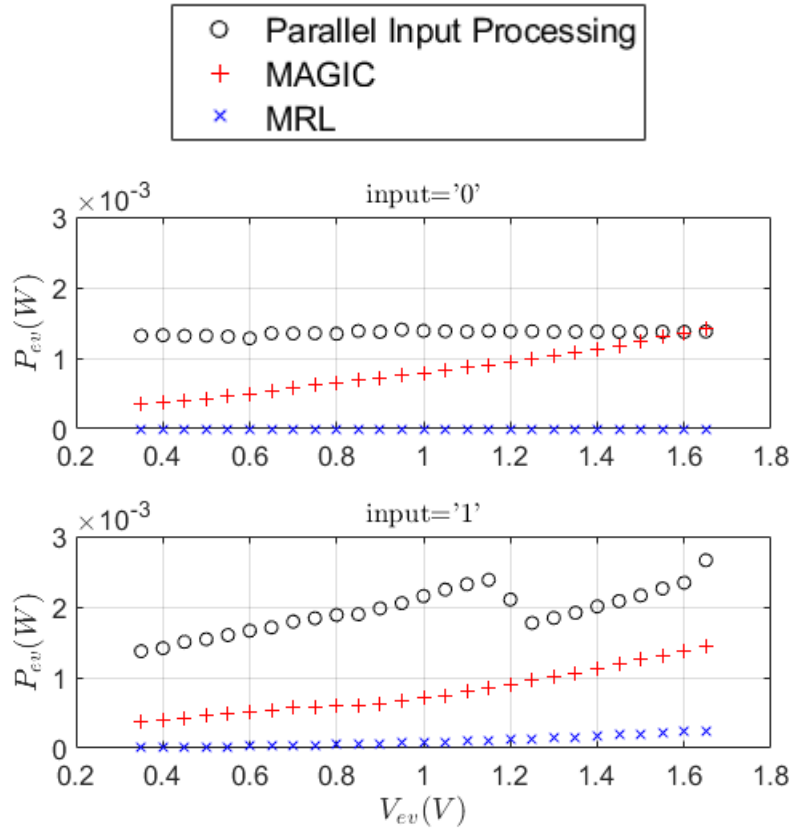 Parallel Input Processing
MAGIC
MRL
×10⁻³
input='0'
3
2
1
0
P_ev(W)
0.2 0.4 0.6 0.8 1 1.2 1.4 1.6 1.8
×10⁻³
input='1'
3
2
1
0
P_ev(W)
0.2 0.4 0.6 0.8 1 1.2 1.4 1.6 1.8
V_ev(V)